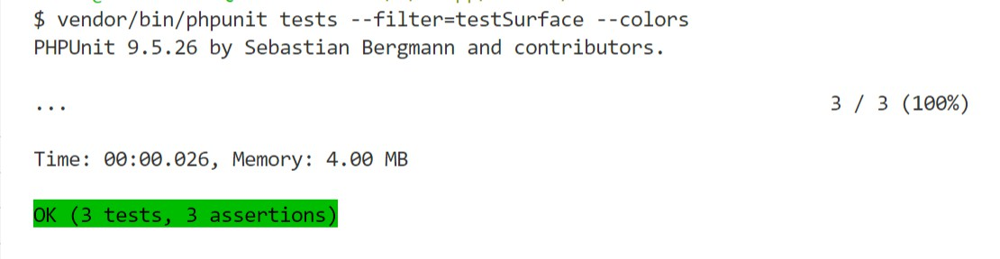 $ vendor/bin/phpunit tests --filter=testSurface --colors
PHPUnit 9.5.26 by Sebastian Bergmann and contributors.
... 3 / 3 (100%)
Time: 00:00.026, Memory: 4.00 MB
OK (3 tests, 3 assertions)